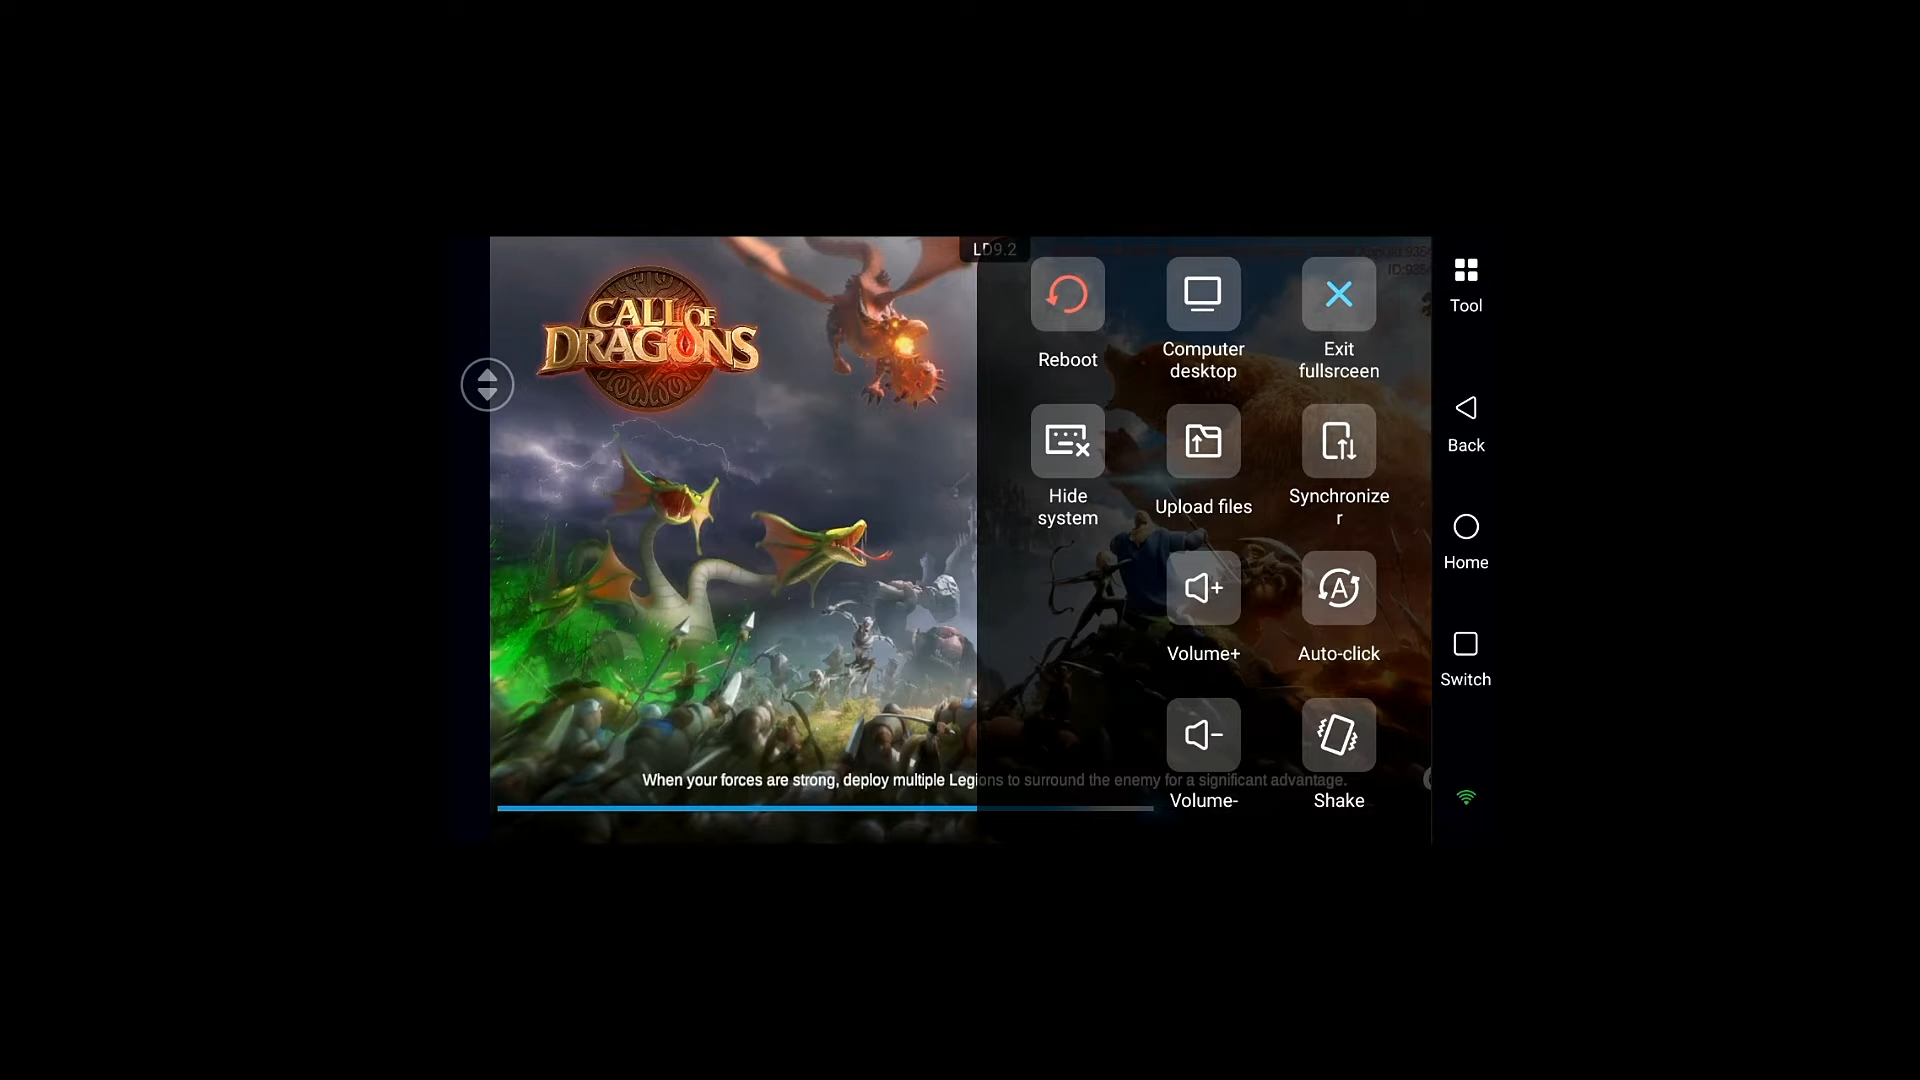 LD9.2
CALL OF
DRAGONS
Reboot
Computer
desktop
Exit
fullsrceen
Tool
Back
Hide
system
Upload files
Synchronize
r
Home
Volume+
Auto-click
Switch
When your forces are strong, deploy multiple Legions to surround the enemy for a significant advantage.
Volume-
Shake